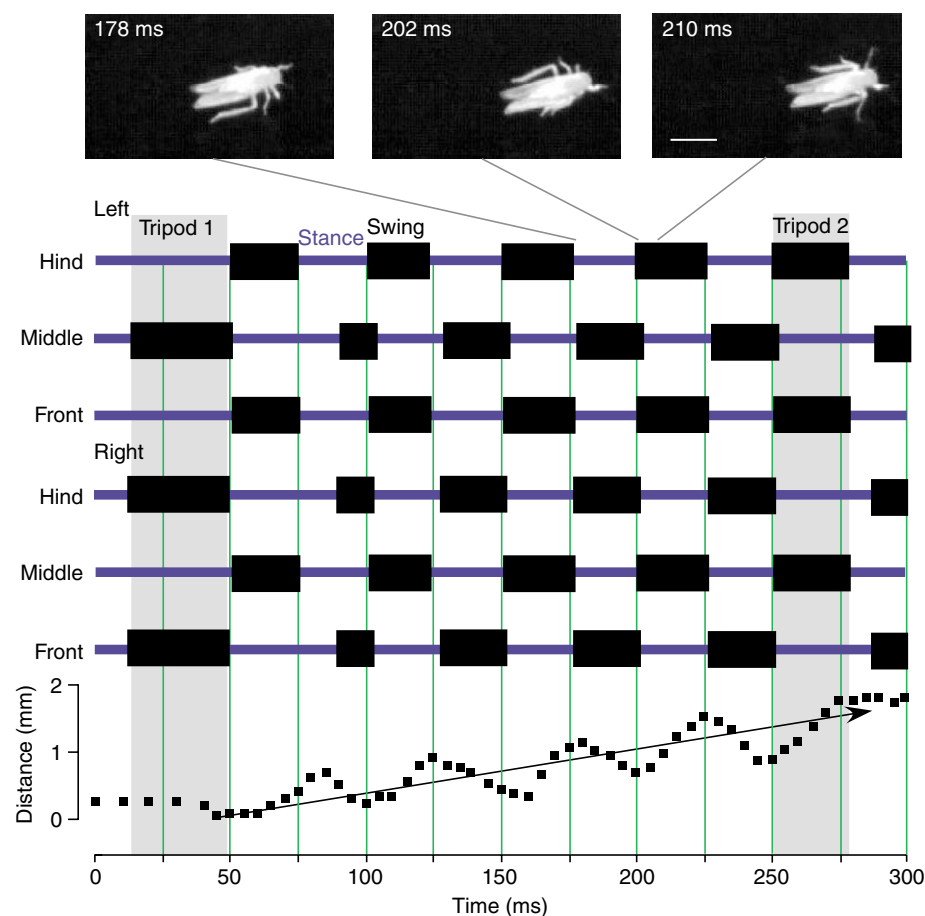 178 ms
202 ms
210 ms
Left
Tripod 1
Stance
Swing
Tripod 2
Hind
Middle
Front
Right
Hind
Middle
Front
2
1
0
Distance (mm)
0 50 100 150 200 250 300
Time (ms)